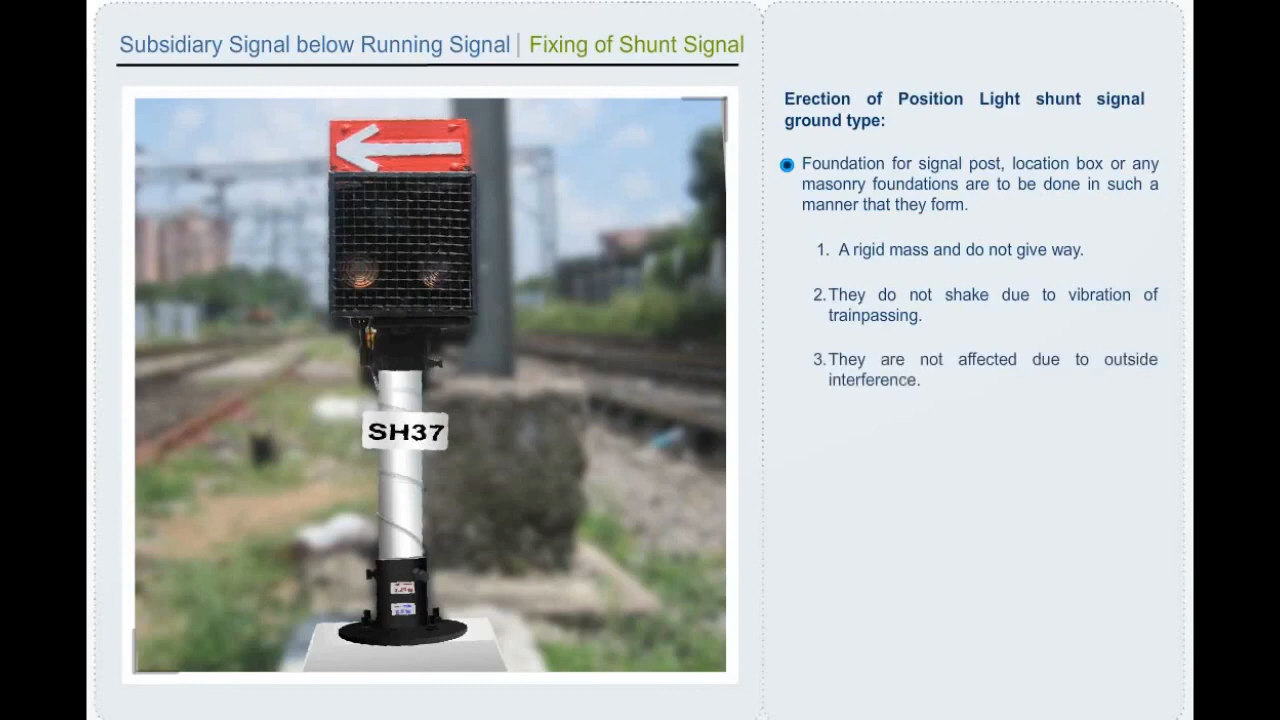 Subsidiary Signal below Running Signal | Fixing of Shunt Signal
Erection of Position Light shunt signal
ground type:
Foundation for signal post, location box or any
masonry foundations are to be done in such a
manner that they form.
1. A rigid mass and do not give way.
2. They do not shake due to vibration of
trainpassing.
3. They are not affected due to outside
interference.
SH37